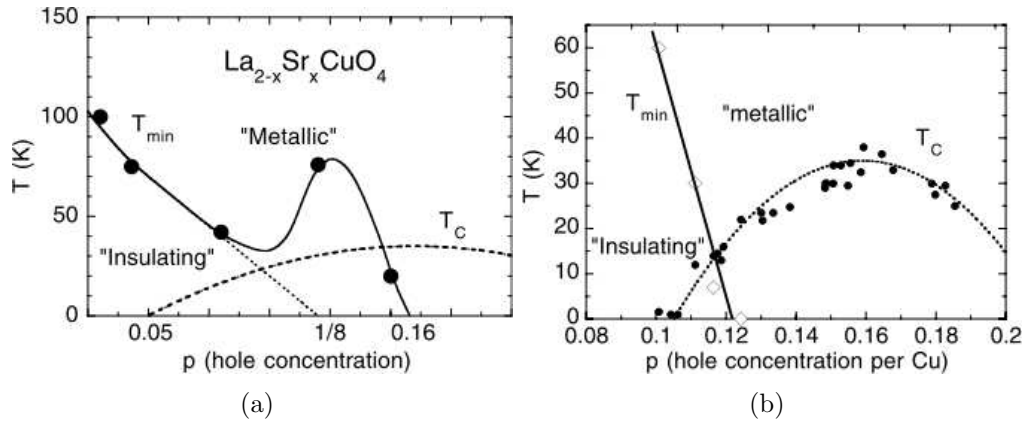 La2-xSrxCuO4
150
100
50
0
T (K)
Tmin
"Metallic"
"Insulating"
TC
0.05
1/8
0.16
p (hole concentration)
(a)
60
50
40
30
20
10
0
T (K)
Tmin
"metallic"
TC
"Insulating"
0.08
0.1
0.12
0.14
0.16
0.18
0.2
p (hole concentration per Cu)
(b)